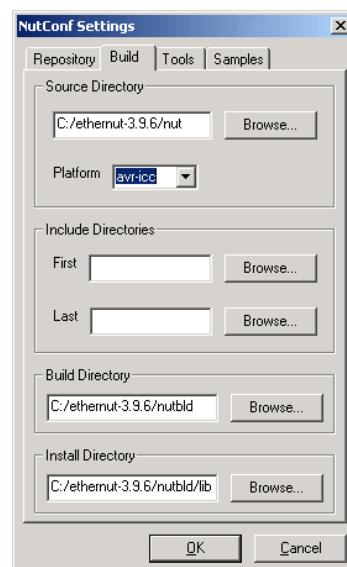 NutConf Settings
Repository Build Tools Samples
Source Directory
C:/ethernut-3.9.6/nut Browse...
Platform avr-icc
Include Directories
First Browse...
Last Browse...
Build Directory
C:/ethernut-3.9.6/nutbld Browse...
Install Directory
C:/ethernut-3.9.6/nutbld/lib Browse...
OK Cancel